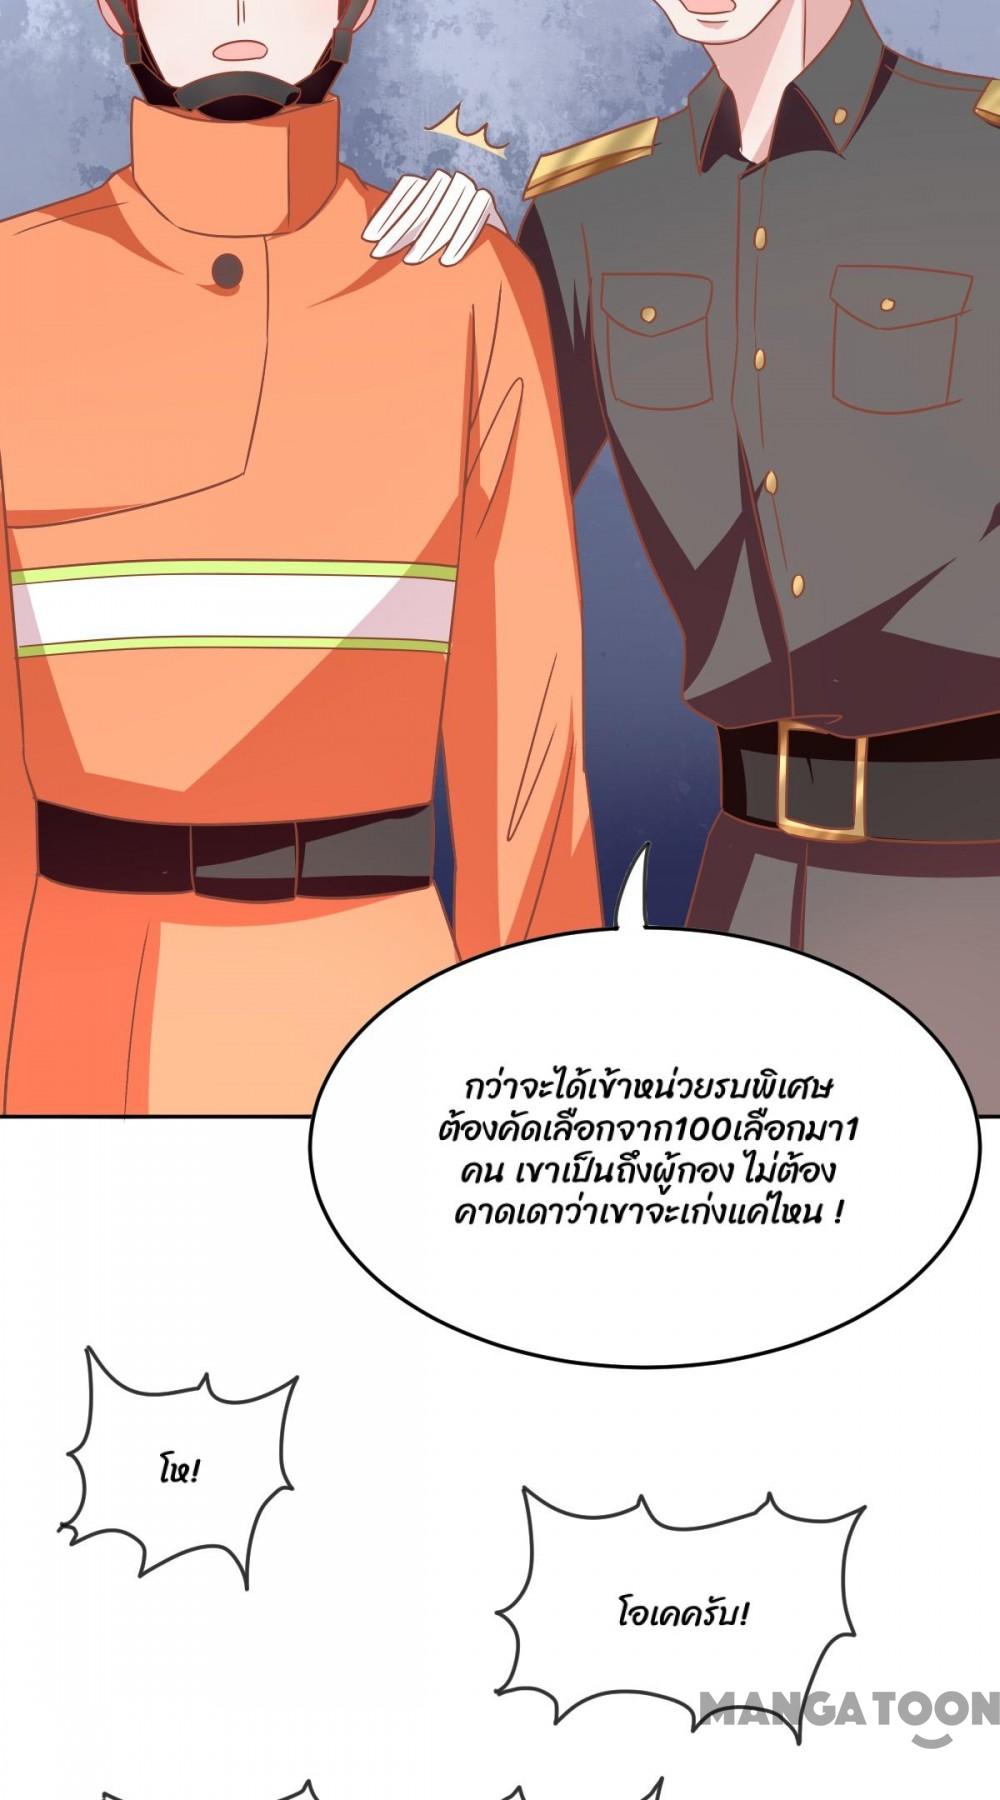 กว่าจะได้เข้าหน่วยรบพิเศษ
ต้องคัดเลือกจาก100เลือกมา1
คน เขาเป็นถึงผู้กอง ไม่ต้อง
คาดเดาว่าเขาจะเก่งแค่ไหน !
โห!
โอเคครับ!
MANGATOON